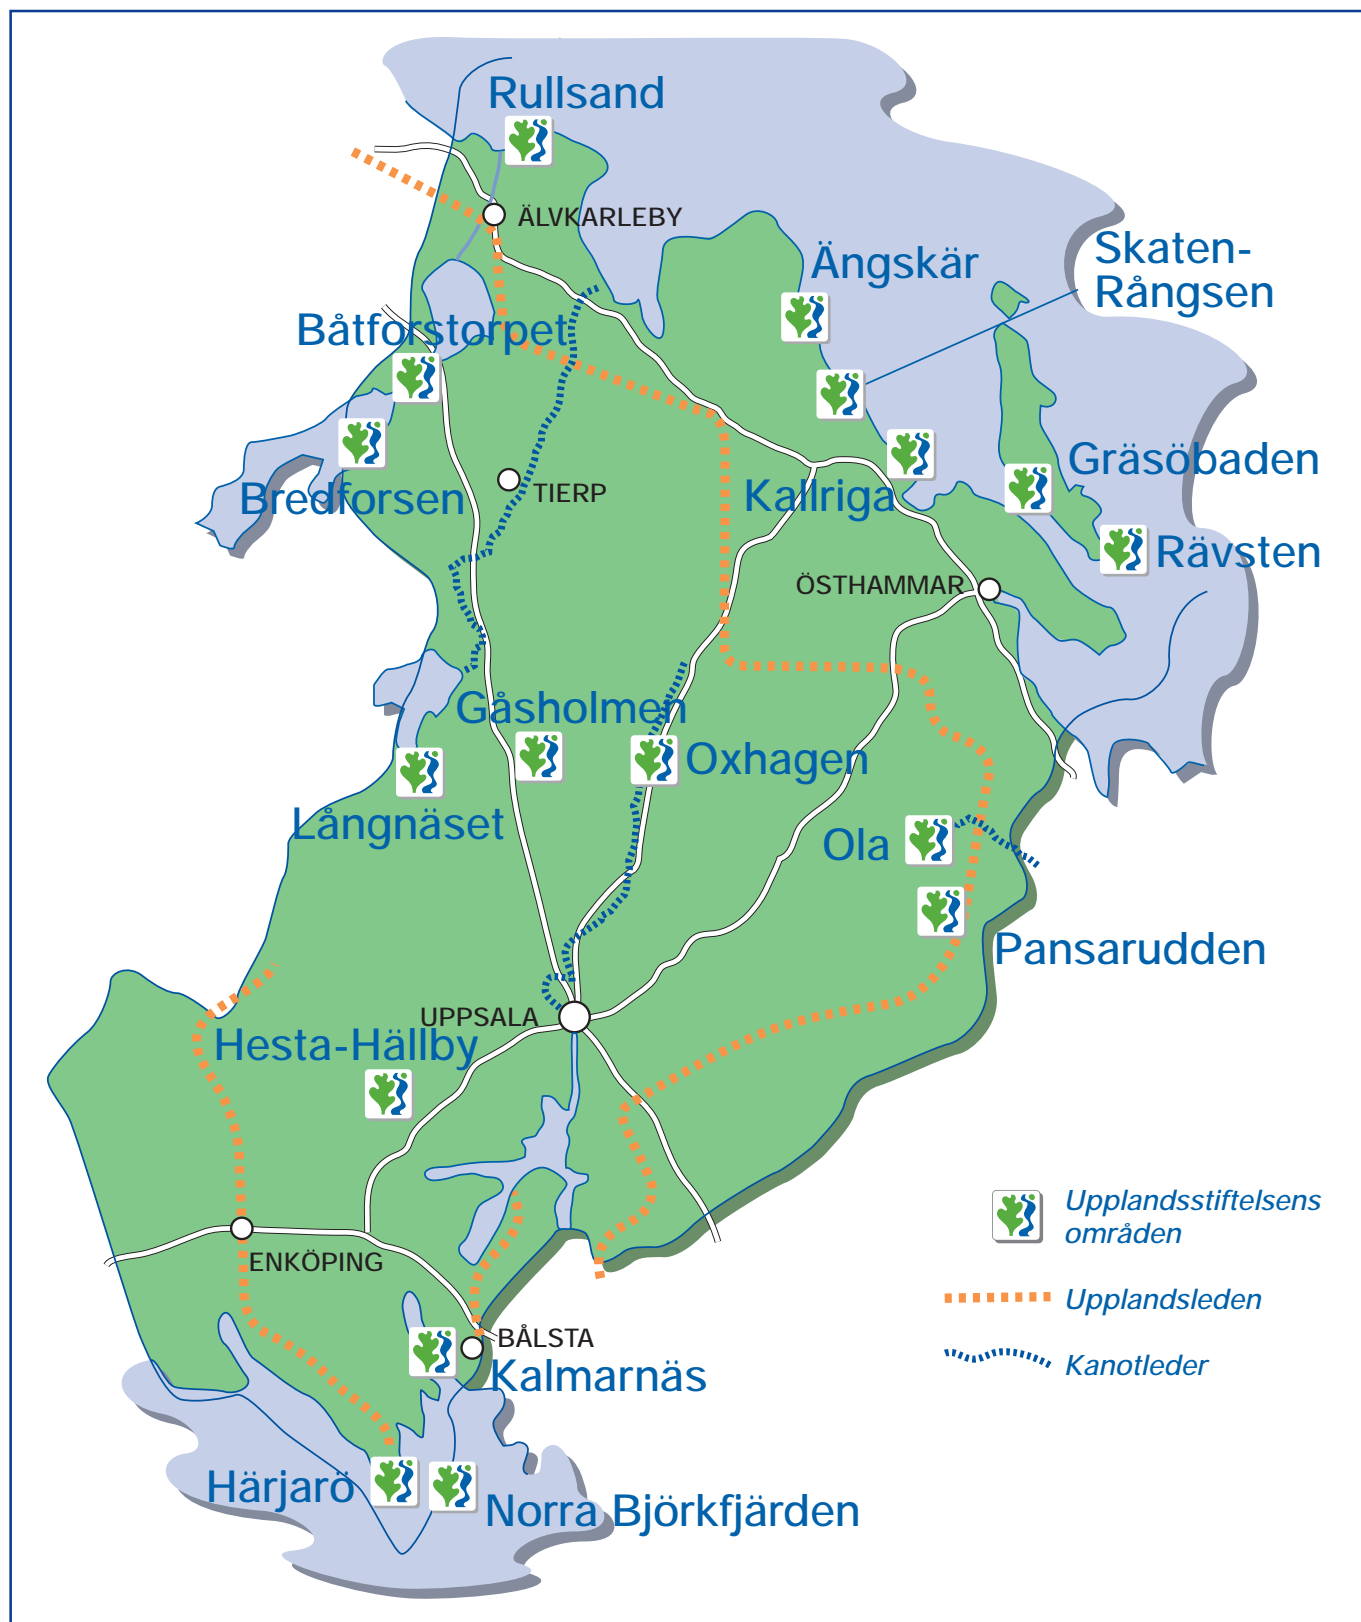 Rullsand
ÄLVKARLEBY
Ängskär
Skaten-
Rångsen
Båtforstorpet
Bredforsen
TIERP
Kallriga
Gräsöbaden
Rävsten
ÖSTHAMMAR
Gåsholmen
Oxhagen
Långnäset
Ola
Pansarudden
UPPSALA
Hesta-Hällby
ENKÖPING
BÅLSTA
Kalmarnäs
Härjarö
Norra Björkfjärden
Upplandsstiftelsens
områden
Upplandsleden
Kanotleder